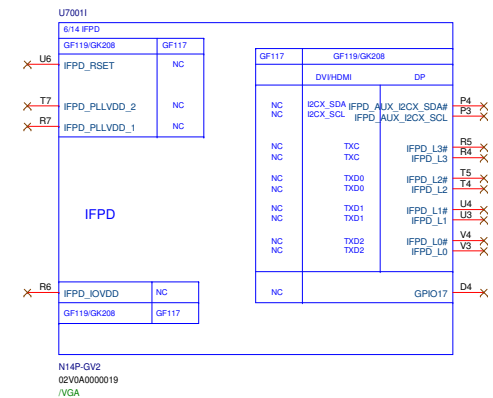 U7001I
6/14 IFPD
GF119/GK208 GF117
U6 IFPD_RSET NC
GF117 GF119/GK208
DVI/HDMI DP
T7 IFPD_PLLVDD_2 NC
R7 IFPD_PLLVDD_1 NC
NC I2CX_SDA IFPD_AUX_I2CX_SDA# P4
NC I2CX_SCL IFPD_AUX_I2CX_SCL P3
NC TXC IFPD_L3# R5
NC TXC IFPD_L3 R4
NC TXD0 IFPD_L2# T5
NC TXD0 IFPD_L2 T4
NC TXD1 IFPD_L1# U4
NC TXD1 IFPD_L1 U3
IFPD
NC TXD2 IFPD_L0# V4
NC TXD2 IFPD_L0 V3
R6 IFPD_IOVDD NC
NC GPIO17 D4
GF119/GK208 GF117
N14P-GV2
02V0A0000019
/VGA